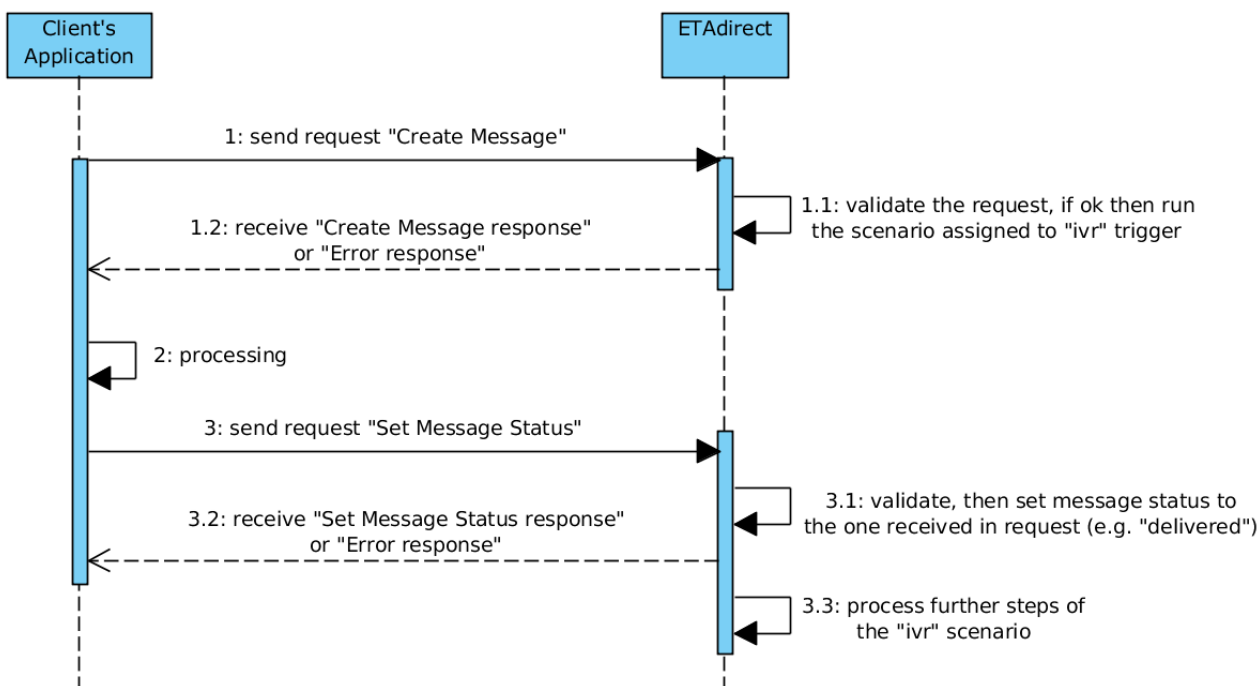 Client's
Application
ETAdirect
1: send request "Create Message"
1.1: validate the request, if ok then run
the scenario assigned to "ivr" trigger
1.2: receive "Create Message response"
or "Error response"
2: processing
3: send request "Set Message Status"
3.1: validate, then set message status to
the one received in request (e.g. "delivered")
3.2: receive "Set Message Status response"
or "Error response"
3.3: process further steps of
the "ivr" scenario